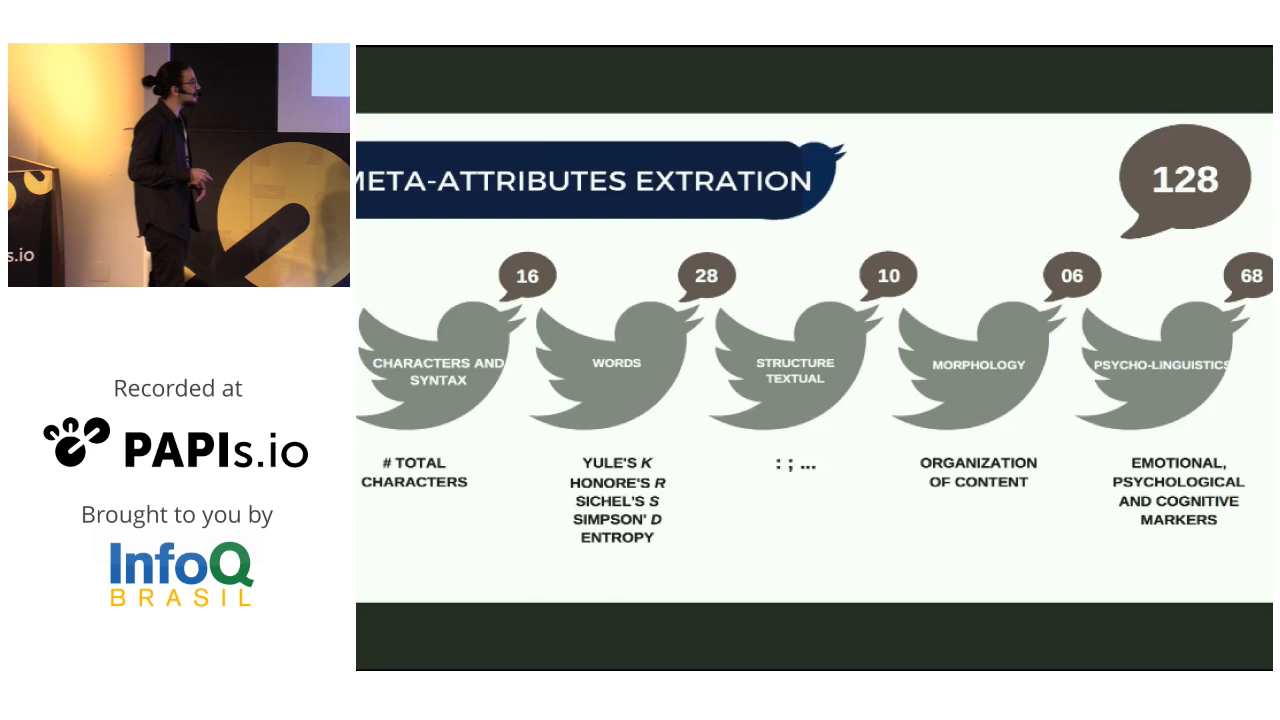 s.io
Recorded at
PAPIs.io
Brought to you by
InfoQ
BRASIL
META-ATTRIBUTES EXTRATION
128
16
28
10
06
68
CHARACTERS AND
SYNTAX
WORDS
STRUCTURE
TEXTUAL
MORPHOLOGY
PSYCHO-LINGUISTICS
# TOTAL
CHARACTERS
YULE'S K
HONORE'S R
SICHEL'S S
SIMPSON' D
ENTROPY
: ; ...
ORGANIZATION
OF CONTENT
EMOTIONAL,
PSYCHOLOGICAL
AND COGNITIVE
MARKERS